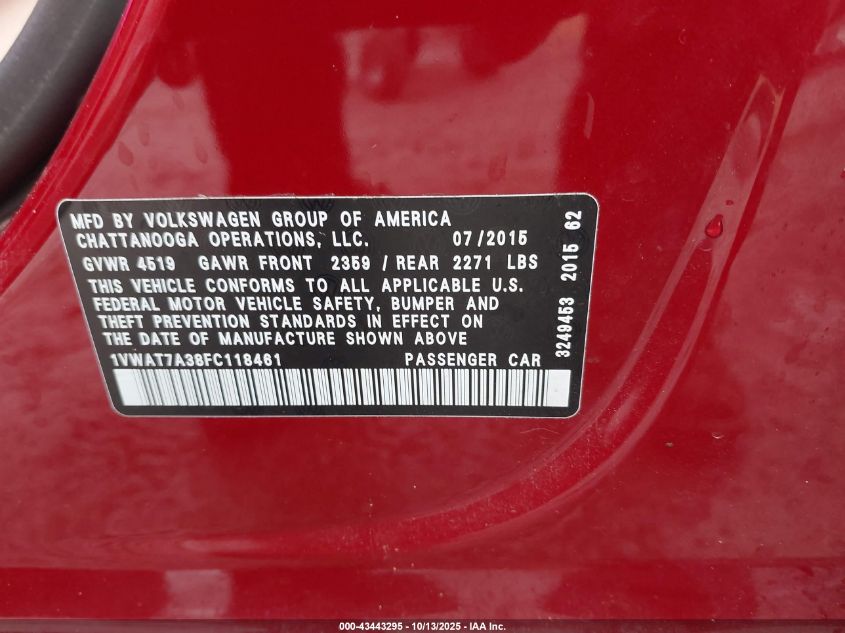 MFD BY VOLKSWAGEN GROUP OF AMERICA
CHATTANOOGA OPERATIONS, LLC. 07/2015
GVWR 4519 GAWR FRONT 2359 / REAR 2271 LBS
THIS VEHICLE CONFORMS TO ALL APPLICABLE U.S.
FEDERAL MOTOR VEHICLE SAFETY, BUMPER AND
THEFT PREVENTION STANDARDS IN EFFECT ON
THE DATE OF MANUFACTURE SHOWN ABOVE
1VWAT7A38FC118461 PASSENGER CAR
3249453 2015 62
000-43443295 - 10/13/2025 - IAA Inc.